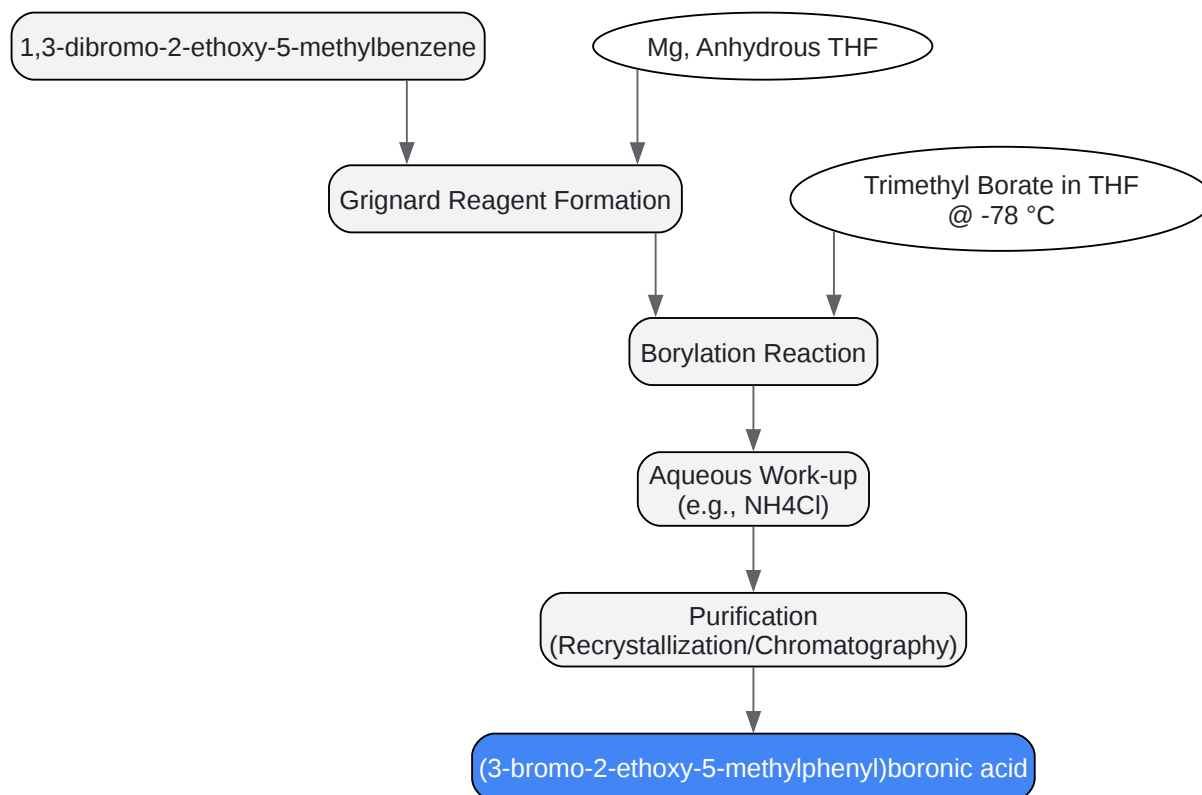 1,3-dibromo-2-ethoxy-5-methylbenzene
Mg, Anhydrous THF
Grignard Reagent Formation
Trimethyl Borate in THF
@ -78 °C
Borylation Reaction
Aqueous Work-up
(e.g., NH4Cl)
Purification
(Recrystallization/Chromatography)
(3-bromo-2-ethoxy-5-methylphenyl)boronic acid